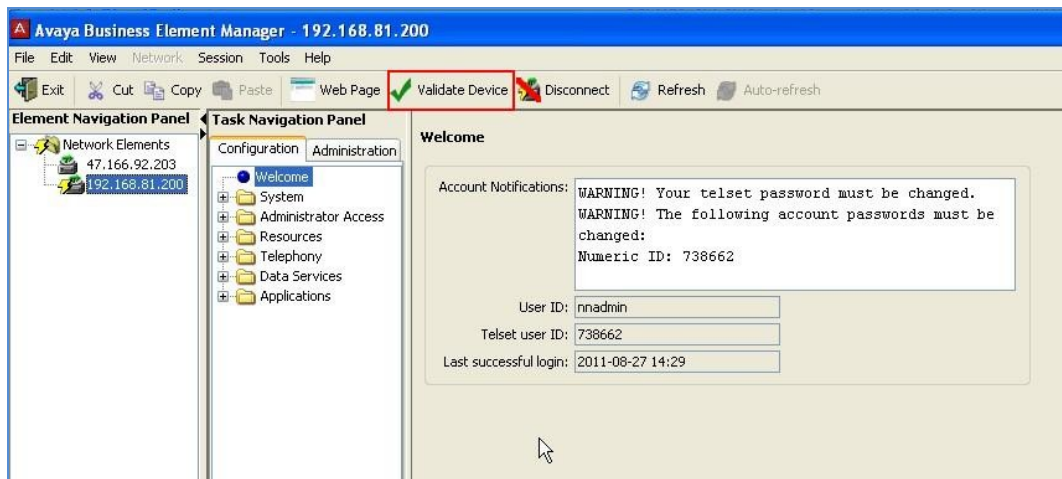 Avaya Business Element Manager - 192.168.81.200
File Edit View Network Session Tools Help
Exit Cut Copy Paste Web Page Validate Device Disconnect Refresh Auto-refresh
Element Navigation Panel
Network Elements
47.166.92.203
192.168.81.200
Task Navigation Panel
Configuration Administration
Welcome
System
Administrator Access
Resources
Telephony
Data Services
Applications
Welcome
Account Notifications:
WARNING! Your telset password must be changed.
WARNING! The following account passwords must be
changed:
Numeric ID: 738662
User ID: nnadmin
Telset user ID: 738662
Last successful login: 2011-08-27 14:29